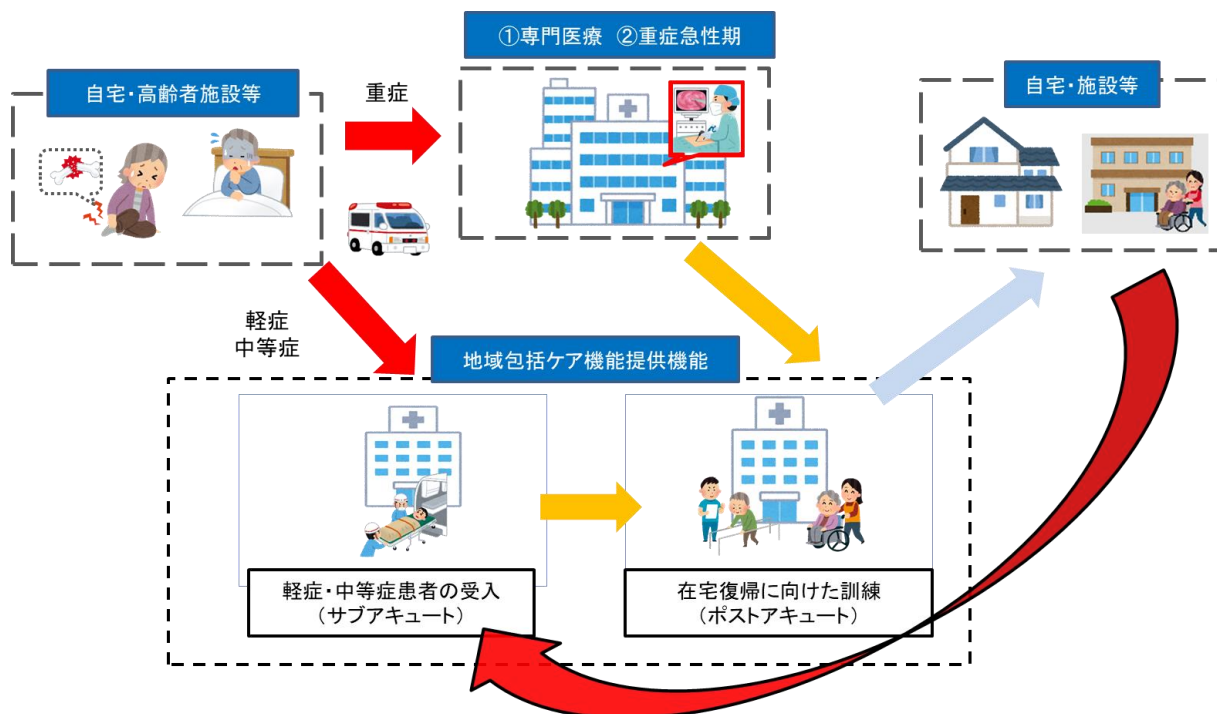 ①専門医療 ②重症急性期
自宅・高齢者施設等
重症
自宅・施設等
軽症
中等症
地域包括ケア機能提供機能
軽症・中等症患者の受入
（サブアキュート）
在宅復帰に向けた訓練
（ポストアキュート）